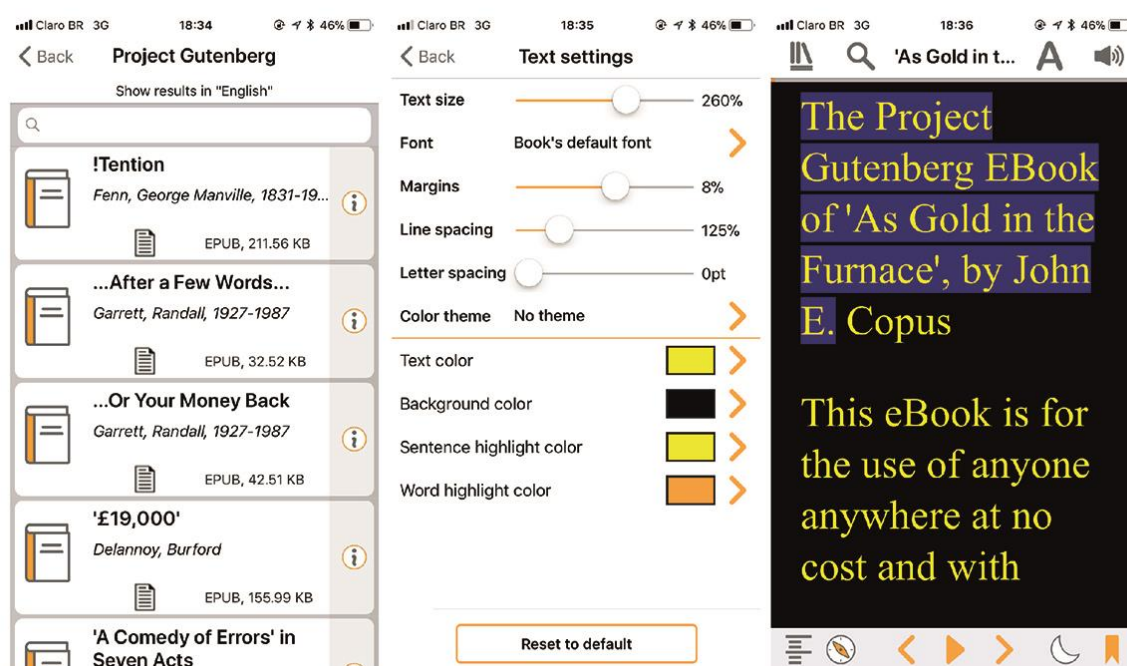 Claro BR 3G 18:34 46%
Back Project Gutenberg
Show results in "English"
!Tention
Fenn, George Manville, 1831-19...
EPUB, 211.56 KB
...After a Few Words...
Garrett, Randall, 1927-1987
EPUB, 32.52 KB
...Or Your Money Back
Garrett, Randall, 1927-1987
EPUB, 42.51 KB
'£19,000'
Delannoy, Burford
EPUB, 155.99 KB
'A Comedy of Errors' in
Seven Acts
Claro BR 3G 18:35 46%
Back Text settings
Text size 260%
Font Book's default font
Margins 8%
Line spacing 125%
Letter spacing 0pt
Color theme No theme
Text color
Background color
Sentence highlight color
Word highlight color
Reset to default
Claro BR 3G 18:36 46%
'As Gold in t... A
The Project
Gutenberg EBook
of 'As Gold in the
Furnace', by John
E. Copus
This eBook is for
the use of anyone
anywhere at no
cost and with